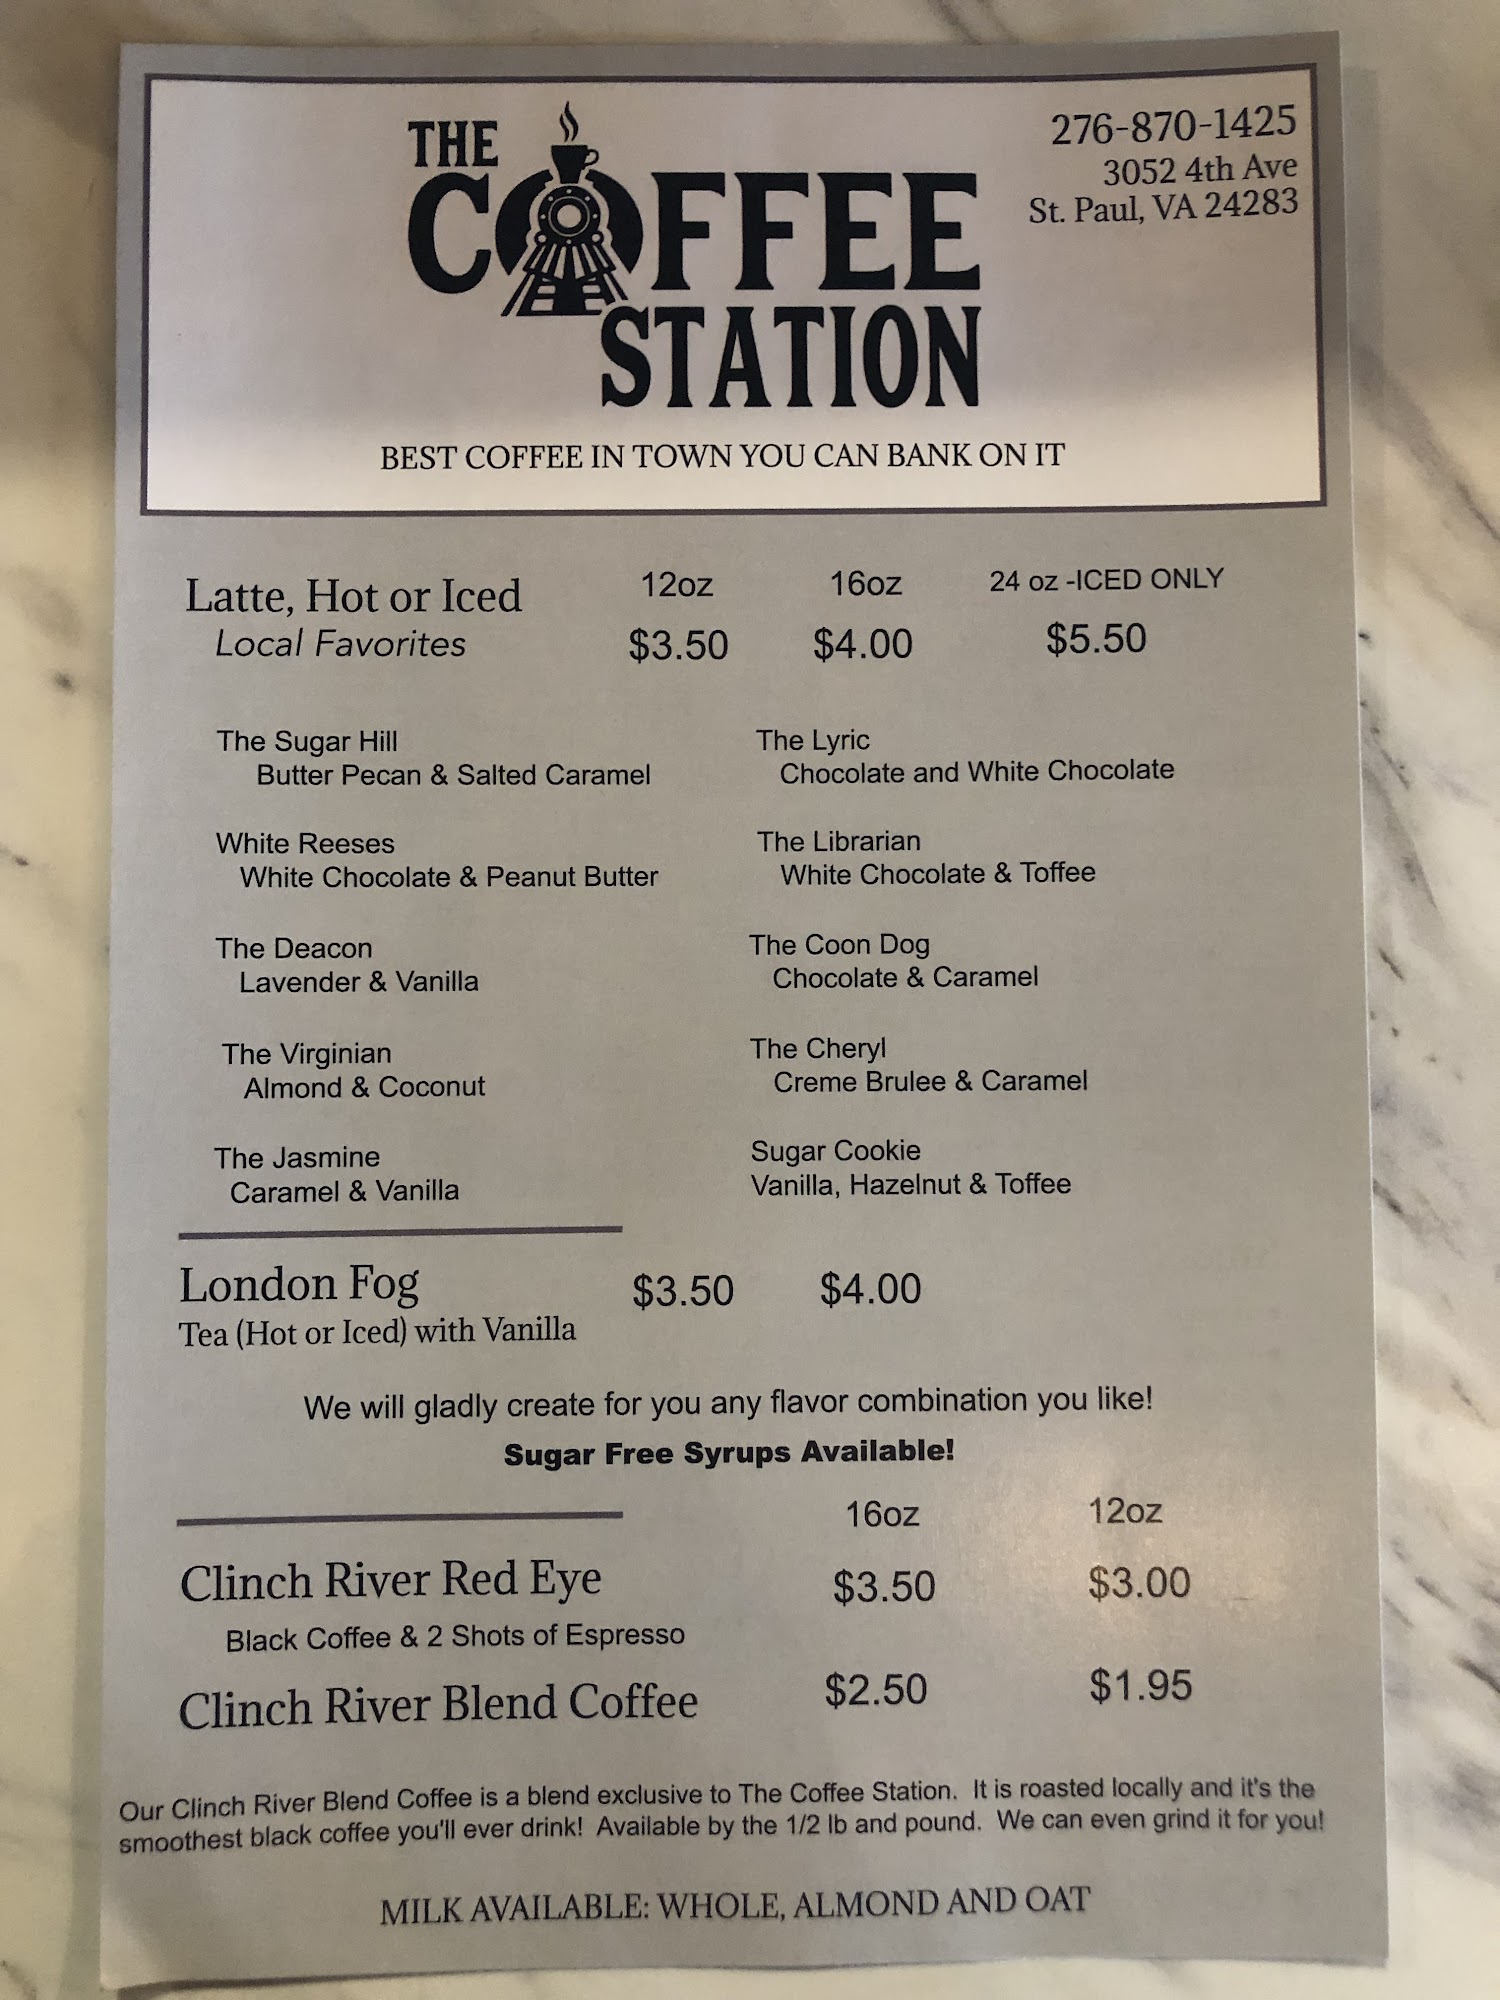 THE
COFFEE
STATION
276-870-1425
3052 4th Ave
St. Paul, VA 24283
BEST COFFEE IN TOWN YOU CAN BANK ON IT
Latte, Hot or Iced 12oz 16oz 24 oz -ICED ONLY
Local Favorites $3.50 $4.00 $5.50
The Sugar Hill
Butter Pecan & Salted Caramel
The Lyric
Chocolate and White Chocolate
White Reeses
White Chocolate & Peanut Butter
The Librarian
White Chocolate & Toffee
The Deacon
Lavender & Vanilla
The Coon Dog
Chocolate & Caramel
The Virginian
Almond & Coconut
The Cheryl
Creme Brulee & Caramel
The Jasmine
Caramel & Vanilla
Sugar Cookie
Vanilla, Hazelnut & Toffee
London Fog $3.50 $4.00
Tea (Hot or Iced) with Vanilla
We will gladly create for you any flavor combination you like!
Sugar Free Syrups Available!
16oz 12oz
Clinch River Red Eye $3.50 $3.00
Black Coffee & 2 Shots of Espresso
Clinch River Blend Coffee $2.50 $1.95
Our Clinch River Blend Coffee is a blend exclusive to The Coffee Station. It is roasted locally and it's the
smoothest black coffee you'll ever drink! Available by the 1/2 lb and pound. We can even grind it for you!
MILK AVAILABLE: WHOLE, ALMOND AND OAT